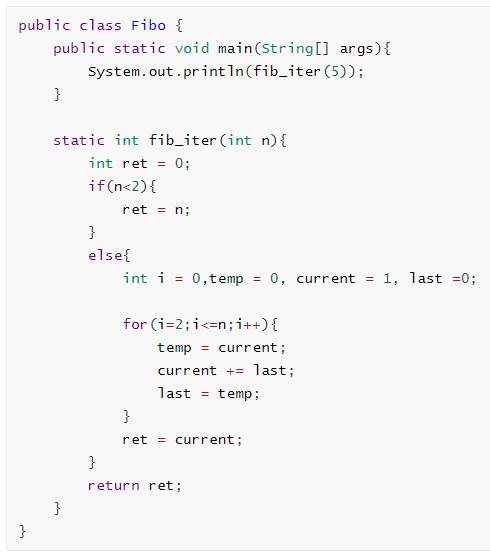 public class Fibo {
    public static void main(String[] args){
        System.out.println(fib_iter(5));
    }

    static int fib_iter(int n){
        int ret = 0;
        if(n<2){
            ret = n;
        }
        else{
            int i = 0,temp = 0, current = 1, last =0;

            for(i=2;i<=n;i++){
                temp = current;
                current += last;
                last = temp;
            }
            ret = current;
        }
        return ret;
    }
}